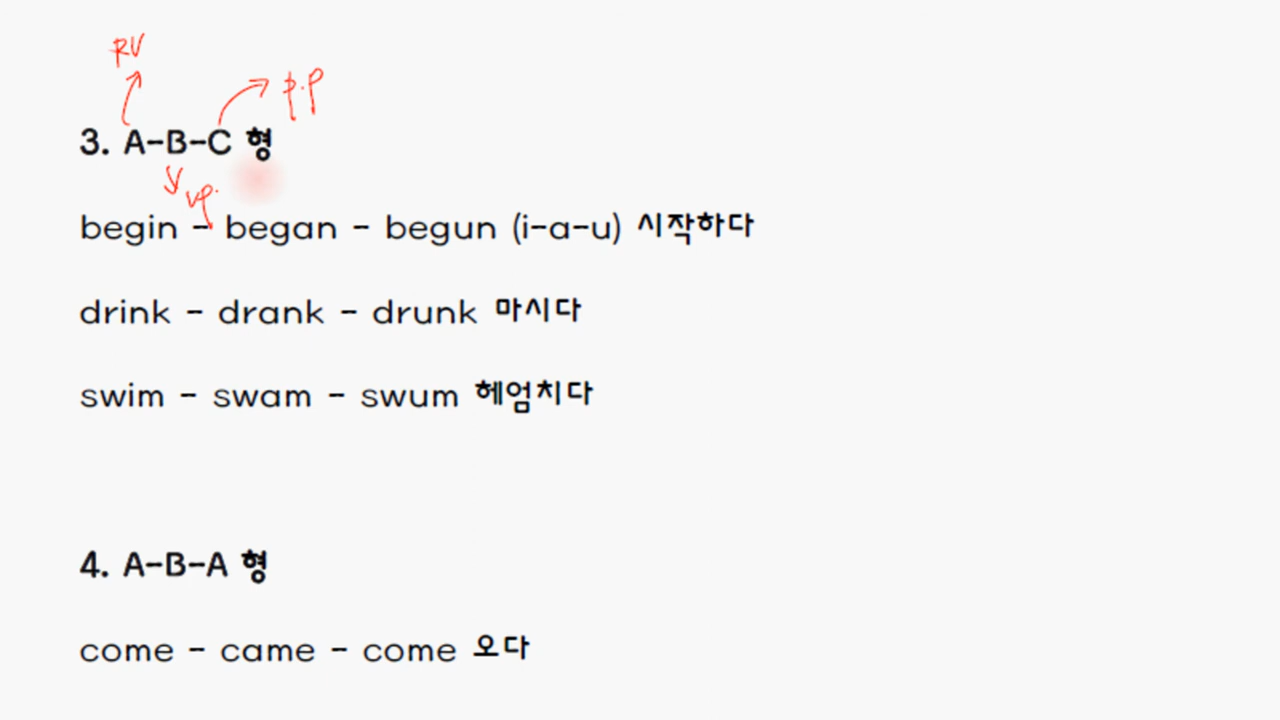 RV
p.p
3. A-B-C 형
vp.
begin - began - begun (i-a-u) 시작하다
drink - drank - drunk 마시다
swim - swam - swum 헤엄치다
4. A-B-A 형
come - came - come 오다